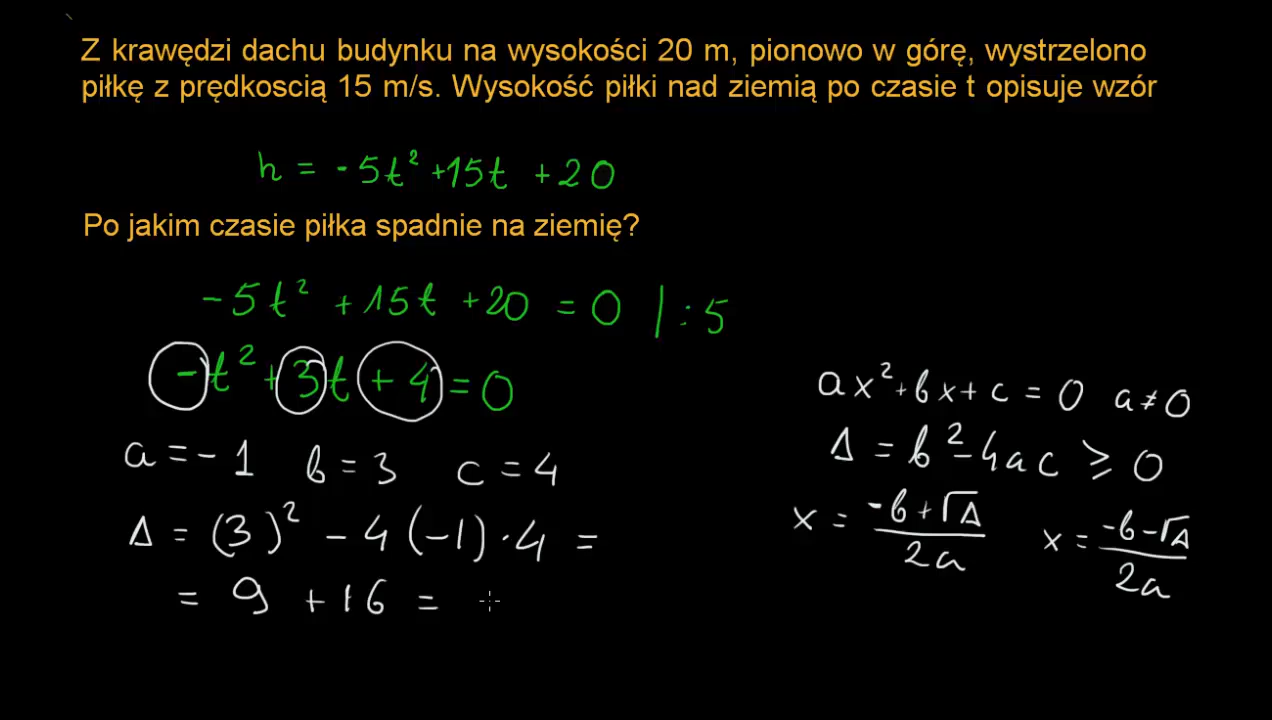 Z krawędzi dachu budynku na wysokości 20 m, pionowo w górę, wystrzelono
piłkę z prędkoscią 15 m/s. Wysokość piłki nad ziemią po czasie t opisuje wzór
h = -5t² +15t +20
Po jakim czasie piłka spadnie na ziemię?
-5t² +15t +20 = 0 | :5
-t² +3t +4 = 0
a = -1 b = 3 c = 4
Δ = (3)² - 4 (-1) · 4 =
= 9 + 16 =
ax² + bx + c = 0 a ≠ 0
Δ = b² - 4ac ≥ 0
x = (-b + √Δ)/2a x = (-b - √Δ)/2a